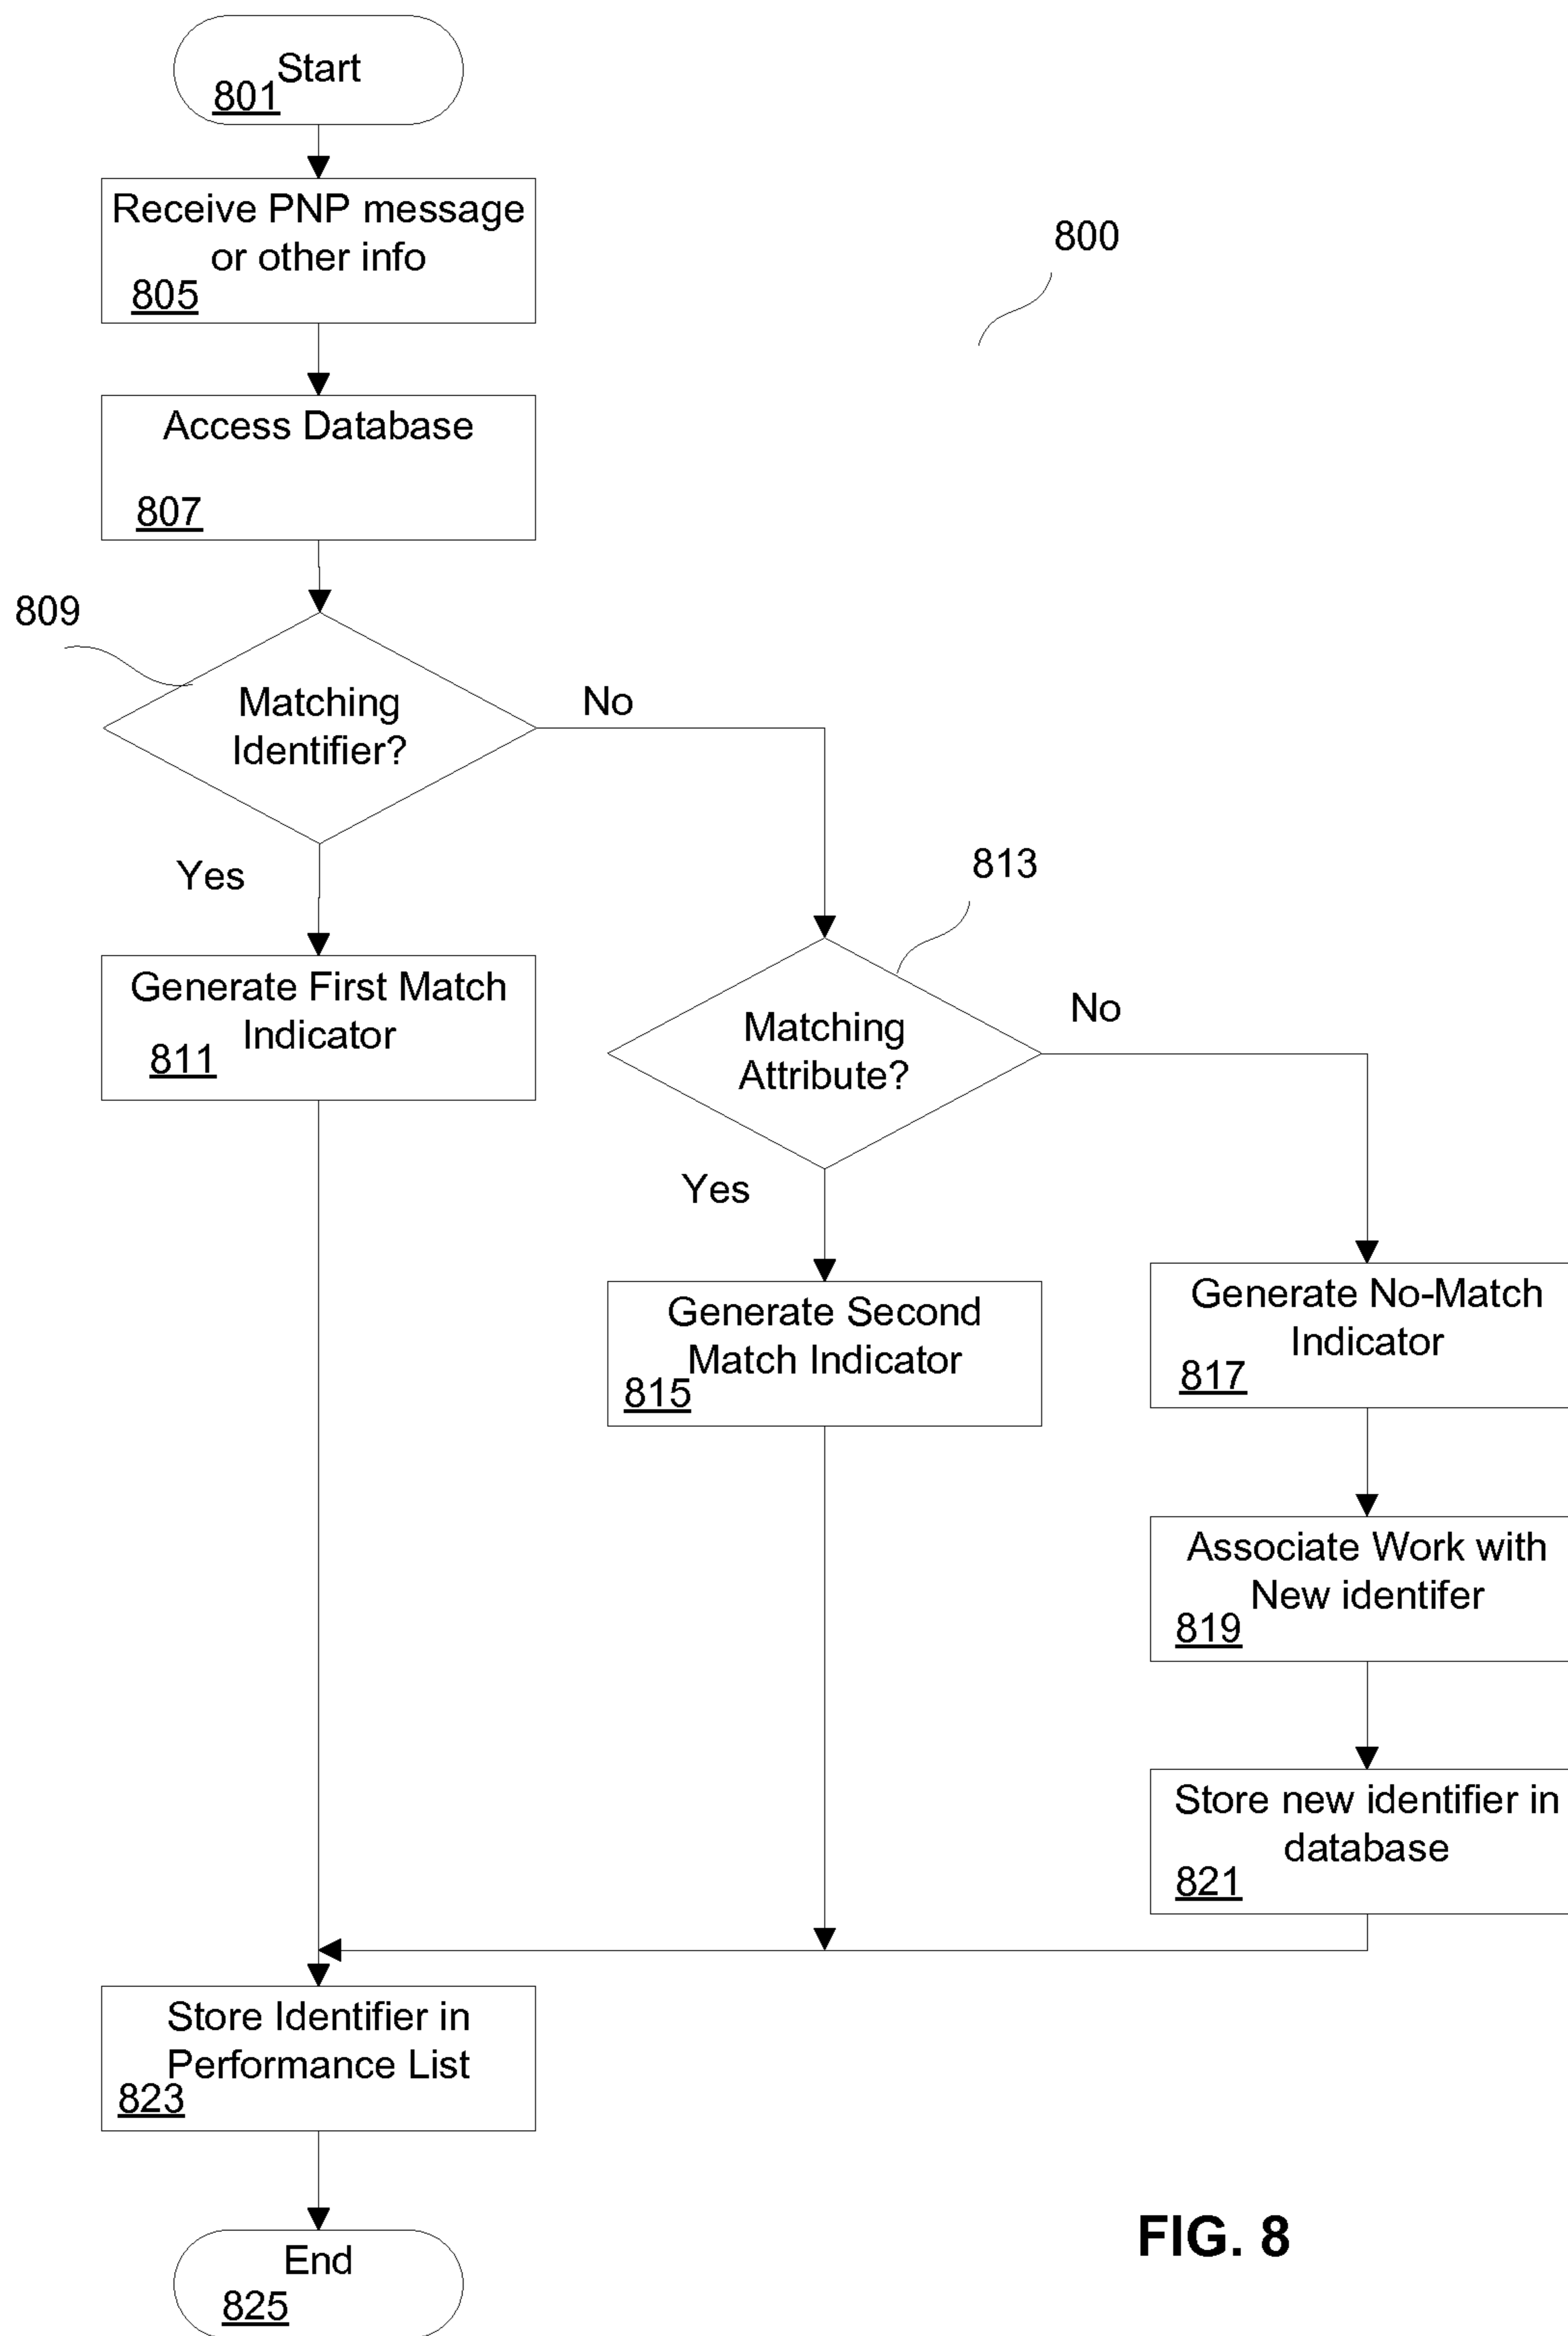 Start
801
Receive PNP message
or other info
805
800
Access Database
807
809
Matching
Identifier?
No
Yes
813
Generate First Match
Indicator
811
Matching
Attribute?
No
Yes
Generate Second
Match Indicator
815
Generate No-Match
Indicator
817
Associate Work with
New identifer
819
Store new identifier in
database
821
Store Identifier in
Performance List
823
End
825
FIG. 8